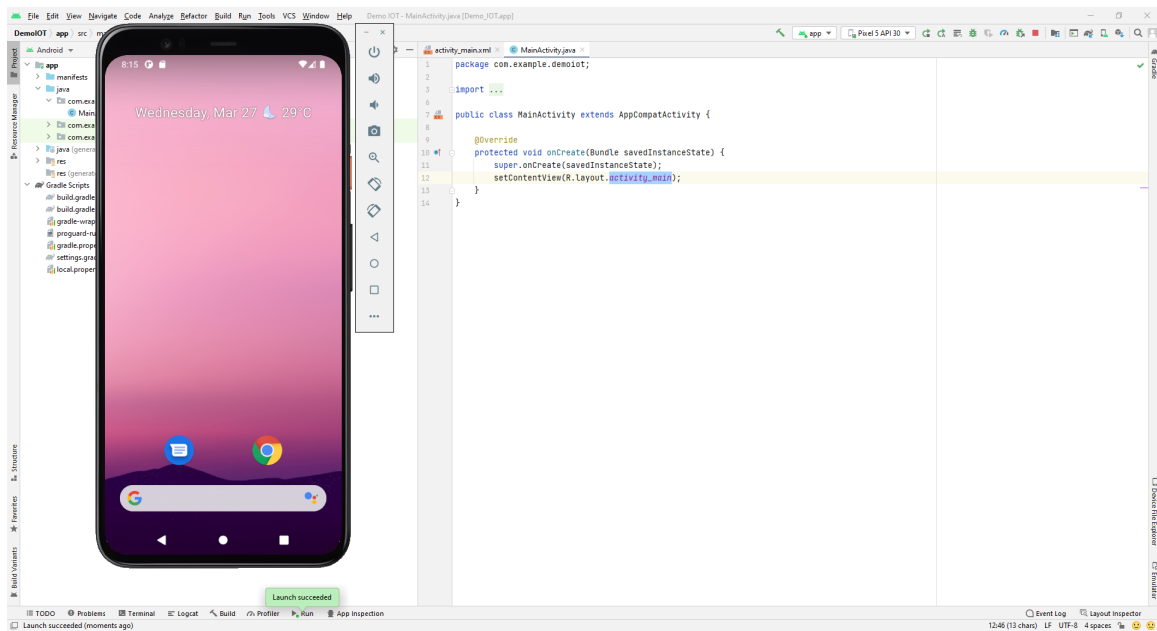 File Edit View Navigate Code Analyze Refactor Build Run Tools VCS Window Help Demo IOT - MainActivity.java [Demo_IOT.app]
DemoIOT app src
app Pixel 5 API 30
Android
activity_main.xml MainActivity.java
Project
Resource Manager
Structure
Favorites
Build Variants
app
manifests
java
com.exa
Main
com.exa
com.exa
java (genera
res
res (generat
Gradle Scripts
build.gradle
build.gradle
gradle-wrap
proguard-ru
gradle.prope
settings.grad
local.proper
8:15
Wednesday, Mar 27 29°C
1 package com.example.demoiot;
2
3 import ...
6
7 public class MainActivity extends AppCompatActivity {
8
9 @Override
10 protected void onCreate(Bundle savedInstanceState) {
11 super.onCreate(savedInstanceState);
12 setContentView(R.layout.activity_main);
13 }
14 }
Gradle
Device File Explorer
Emulator
Launch succeeded
TODO Problems Terminal Logcat Build Profiler Run App Inspection Event Log Layout Inspector
Launch succeeded (moments ago) 12:46 (13 chars) LF UTF-8 4 spaces